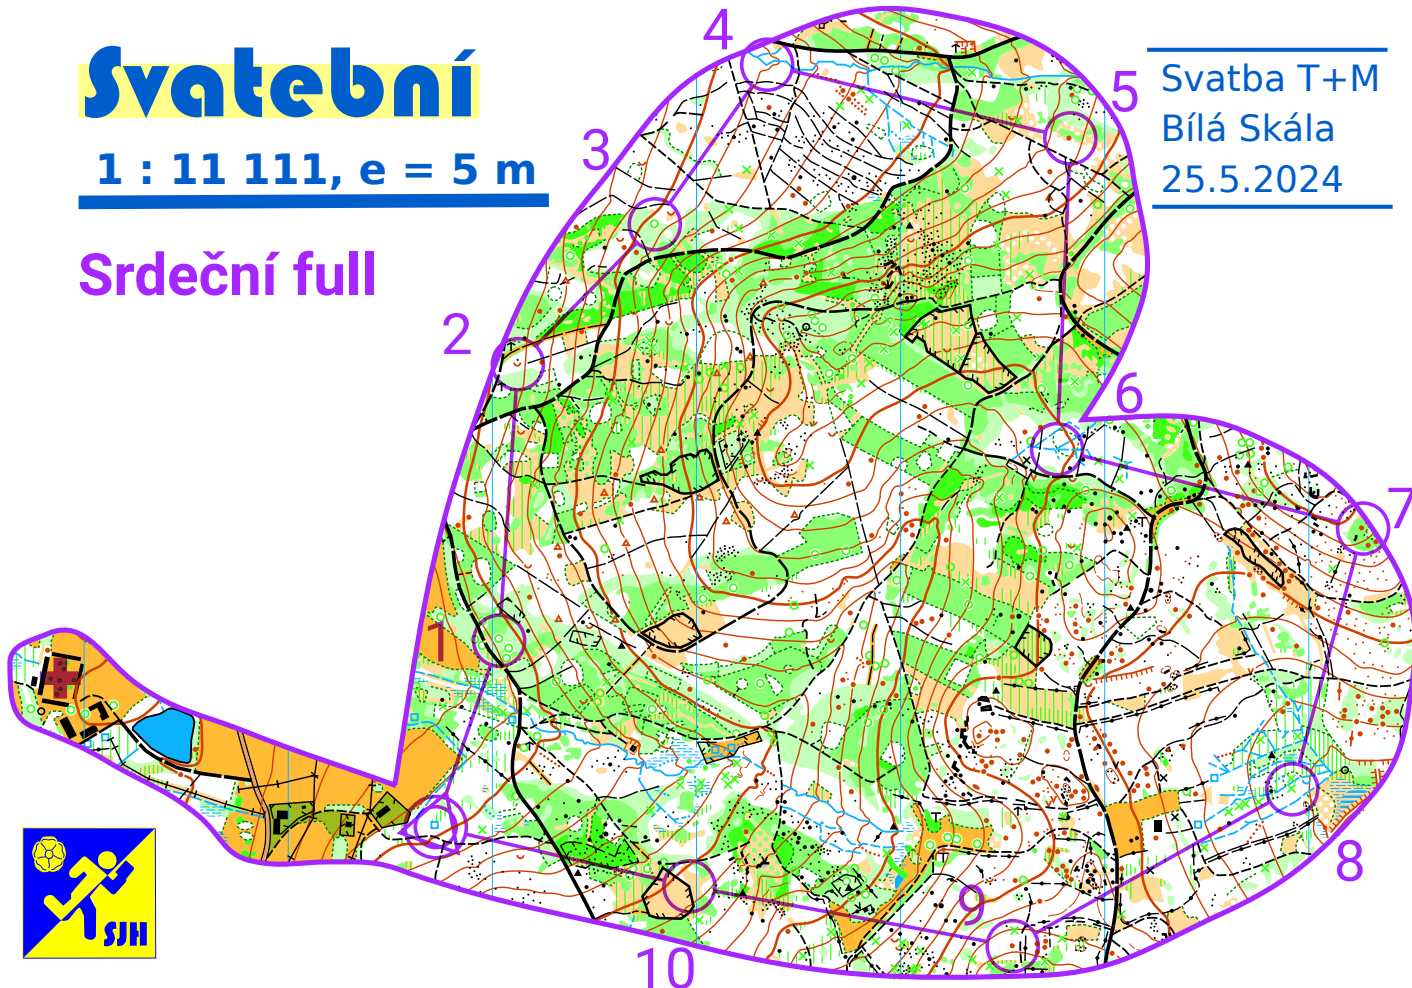 Svatební
1 : 11 111, e = 5 m
Srdeční full
Svatba T+M
Bílá Skála
25.5.2024
4
5
3
2
6
7
1
8
9
10
SJH